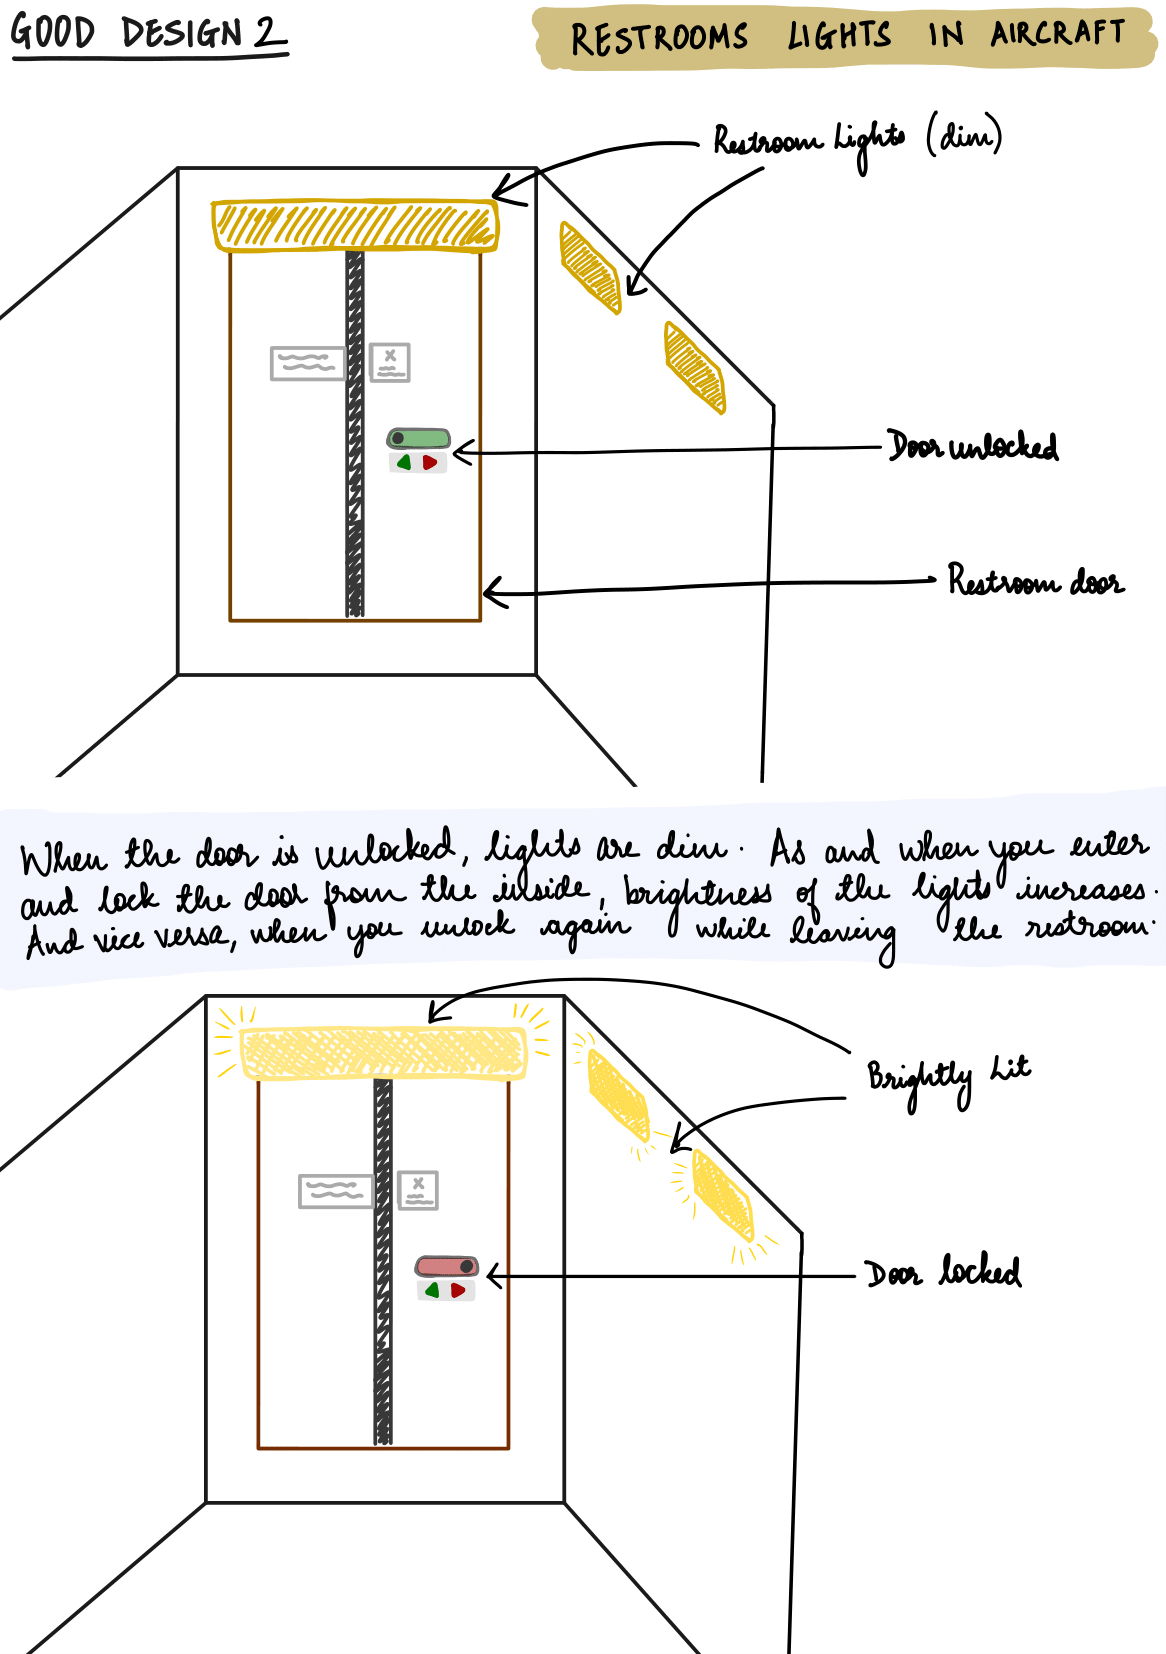 GOOD DESIGN 2
RESTROOMS LIGHTS IN AIRCRAFT
Restroom Lights (dim)
Door unlocked
Restroom door
When the door is unlocked, lights are dim. As and when you enter
and lock the door from the inside, brightness of the lights increases.
And vice versa, when you unlock again while leaving the restroom.
Brightly Lit
Door locked